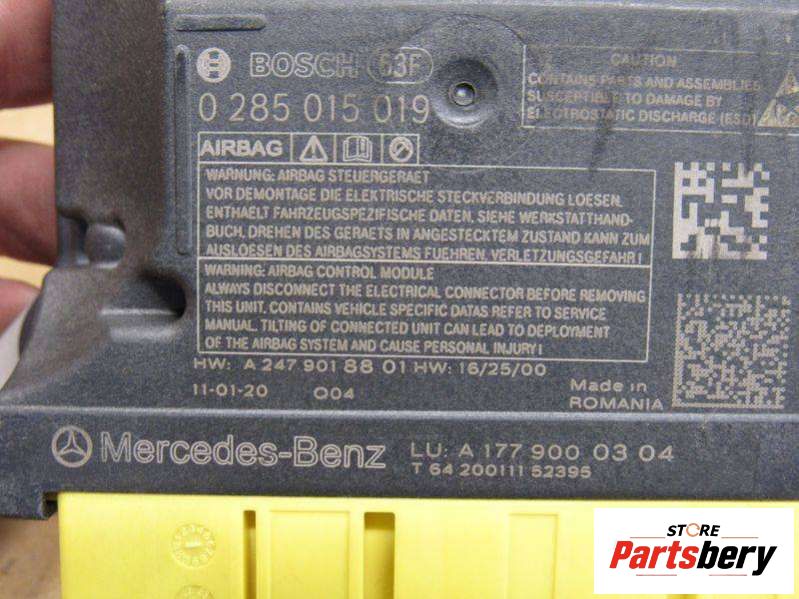 BOSCH 63F
0 285 015 019
CAUTION
CONTAINS PARTS AND ASSEMBLIES
SUSCEPTIBLE TO DAMAGE BY
ELECTROSTATIC DISCHARGE (ESD)
AIRBAG
WARNUNG: AIRBAG STEUERGERAET
VOR DEMONTAGE DIE ELEKTRISCHE STECKVERBINDUNG LOESEN.
ENTHAELT FAHRZEUGSPEZIFISCHE DATEN. SIEHE WERKSTATTHAND-
BUCH. DREHEN DES GERAETS IN ANGESTECKTEM ZUSTAND KANN ZUM
AUSLOESEN DES AIRBAGSYSTEMS FUEHREN. VERLETZUNGSGEFAHR!
WARNING: AIRBAG CONTROL MODULE
ALWAYS DISCONNECT THE ELECTRICAL CONNECTOR BEFORE REMOVING
THIS UNIT. CONTAINS VEHICLE SPECIFIC DATAS REFER TO SERVICE
MANUAL. TILTING OF CONNECTED UNIT CAN LEAD TO DEPLOYMENT
OF THE AIRBAG SYSTEM AND CAUSE PERSONAL INJURY!
HW: A 247 901 88 01 HW: 16/25/00
11-01-20 004
Made in
ROMANIA
Mercedes-Benz LU: A 177 900 03 04
T 64 200111 52395
STORE
Partsbery